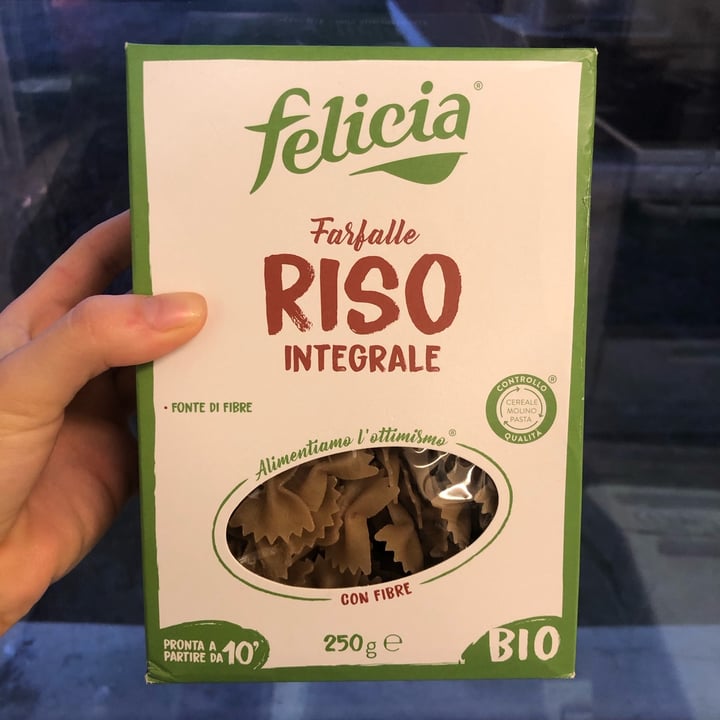 felicia®
Farfalle
RISO
INTEGRALE
• FONTE DI FIBRE
CONTROLLO®
CEREALE
MOLINO
PASTA
QUALITÀ
Alimentiamo l'ottimismo®
CON FIBRE
PRONTA A
PARTIRE DA 10'
250g ℮
BIO